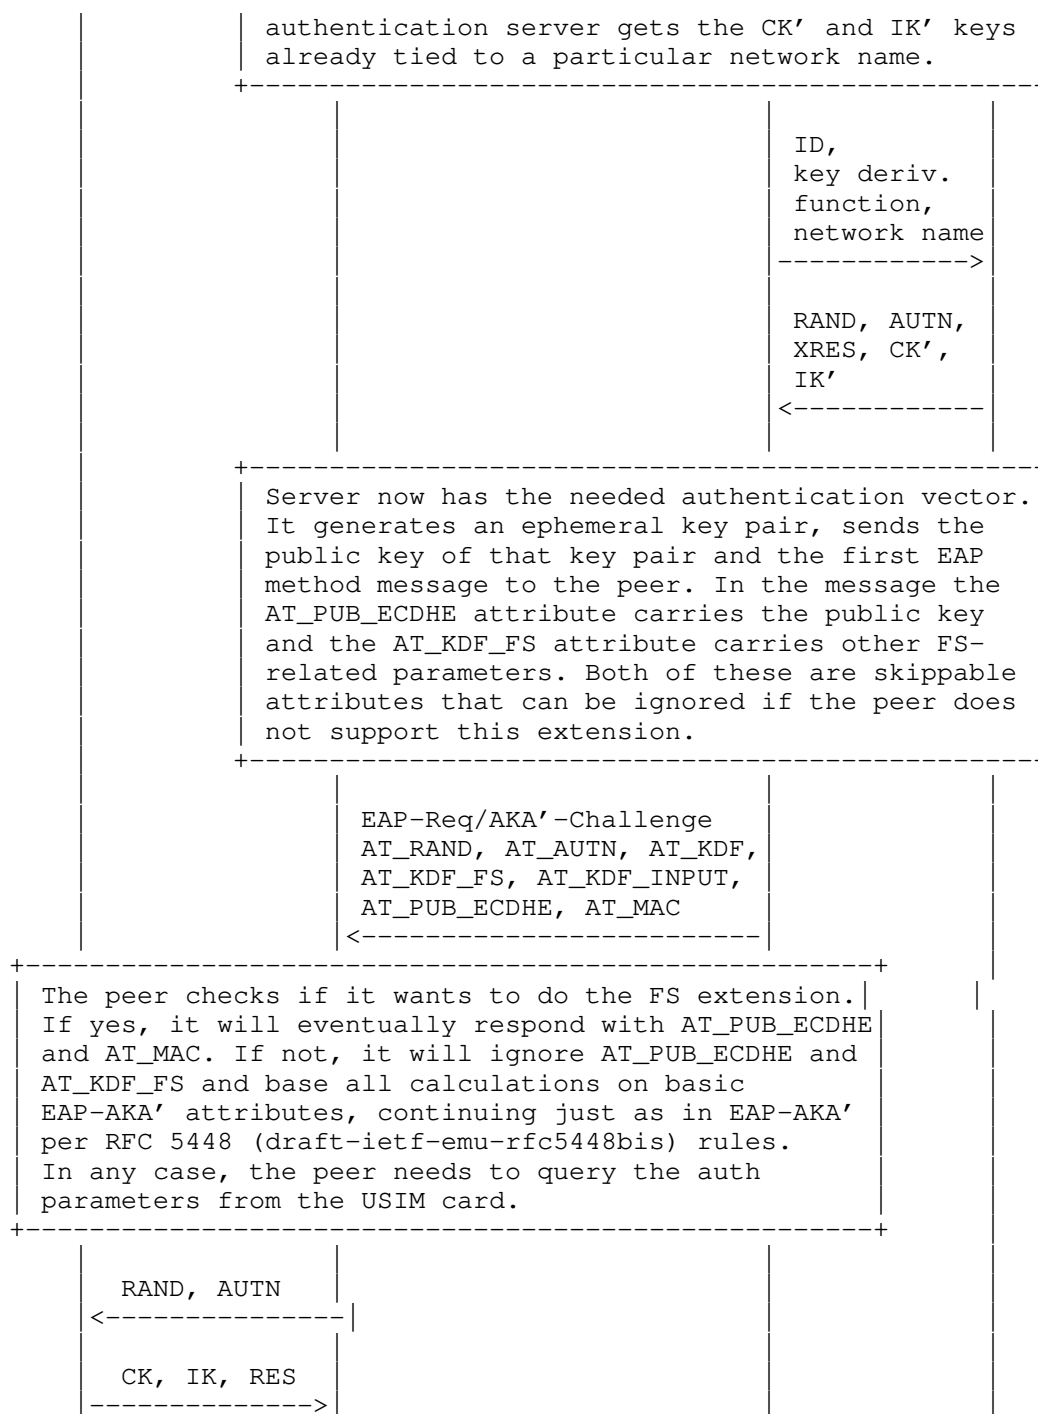 authentication server gets the CK' and IK' keys
already tied to a particular network name.
ID,
key deriv.
function,
network name
RAND, AUTN,
XRES, CK',
IK'
Server now has the needed authentication vector.
It generates an ephemeral key pair, sends the
public key of that key pair and the first EAP
method message to the peer. In the message the
AT_PUB_ECDHE attribute carries the public key
and the AT_KDF_FS attribute carries other FS-
related parameters. Both of these are skippable
attributes that can be ignored if the peer does
not support this extension.
EAP-Req/AKA'-Challenge
AT_RAND, AT_AUTN, AT_KDF,
AT_KDF_FS, AT_KDF_INPUT,
AT_PUB_ECDHE, AT_MAC
The peer checks if it wants to do the FS extension.
If yes, it will eventually respond with AT_PUB_ECDHE
and AT_MAC. If not, it will ignore AT_PUB_ECDHE and
AT_KDF_FS and base all calculations on basic
EAP-AKA' attributes, continuing just as in EAP-AKA'
per RFC 5448 (draft-ietf-emu-rfc5448bis) rules.
In any case, the peer needs to query the auth
parameters from the USIM card.
RAND, AUTN
CK, IK, RES